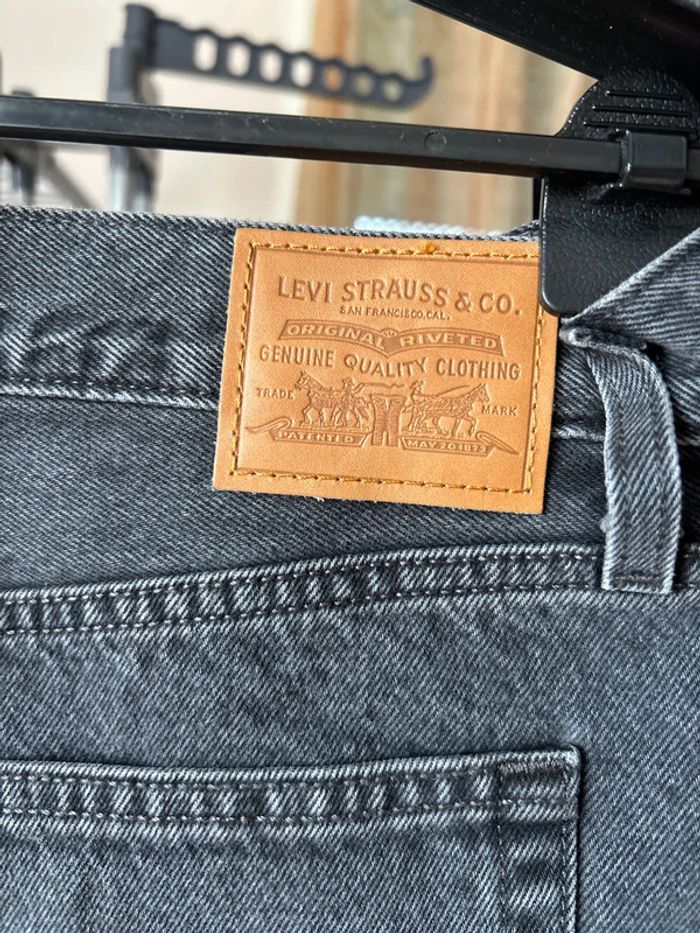 LEVI STRAUSS & CO.
SAN FRANCISCO, CAL.
ORIGINAL RIVETED
GENUINE QUALITY CLOTHING
TRADE MARK
PATENTED MAY 20 1873